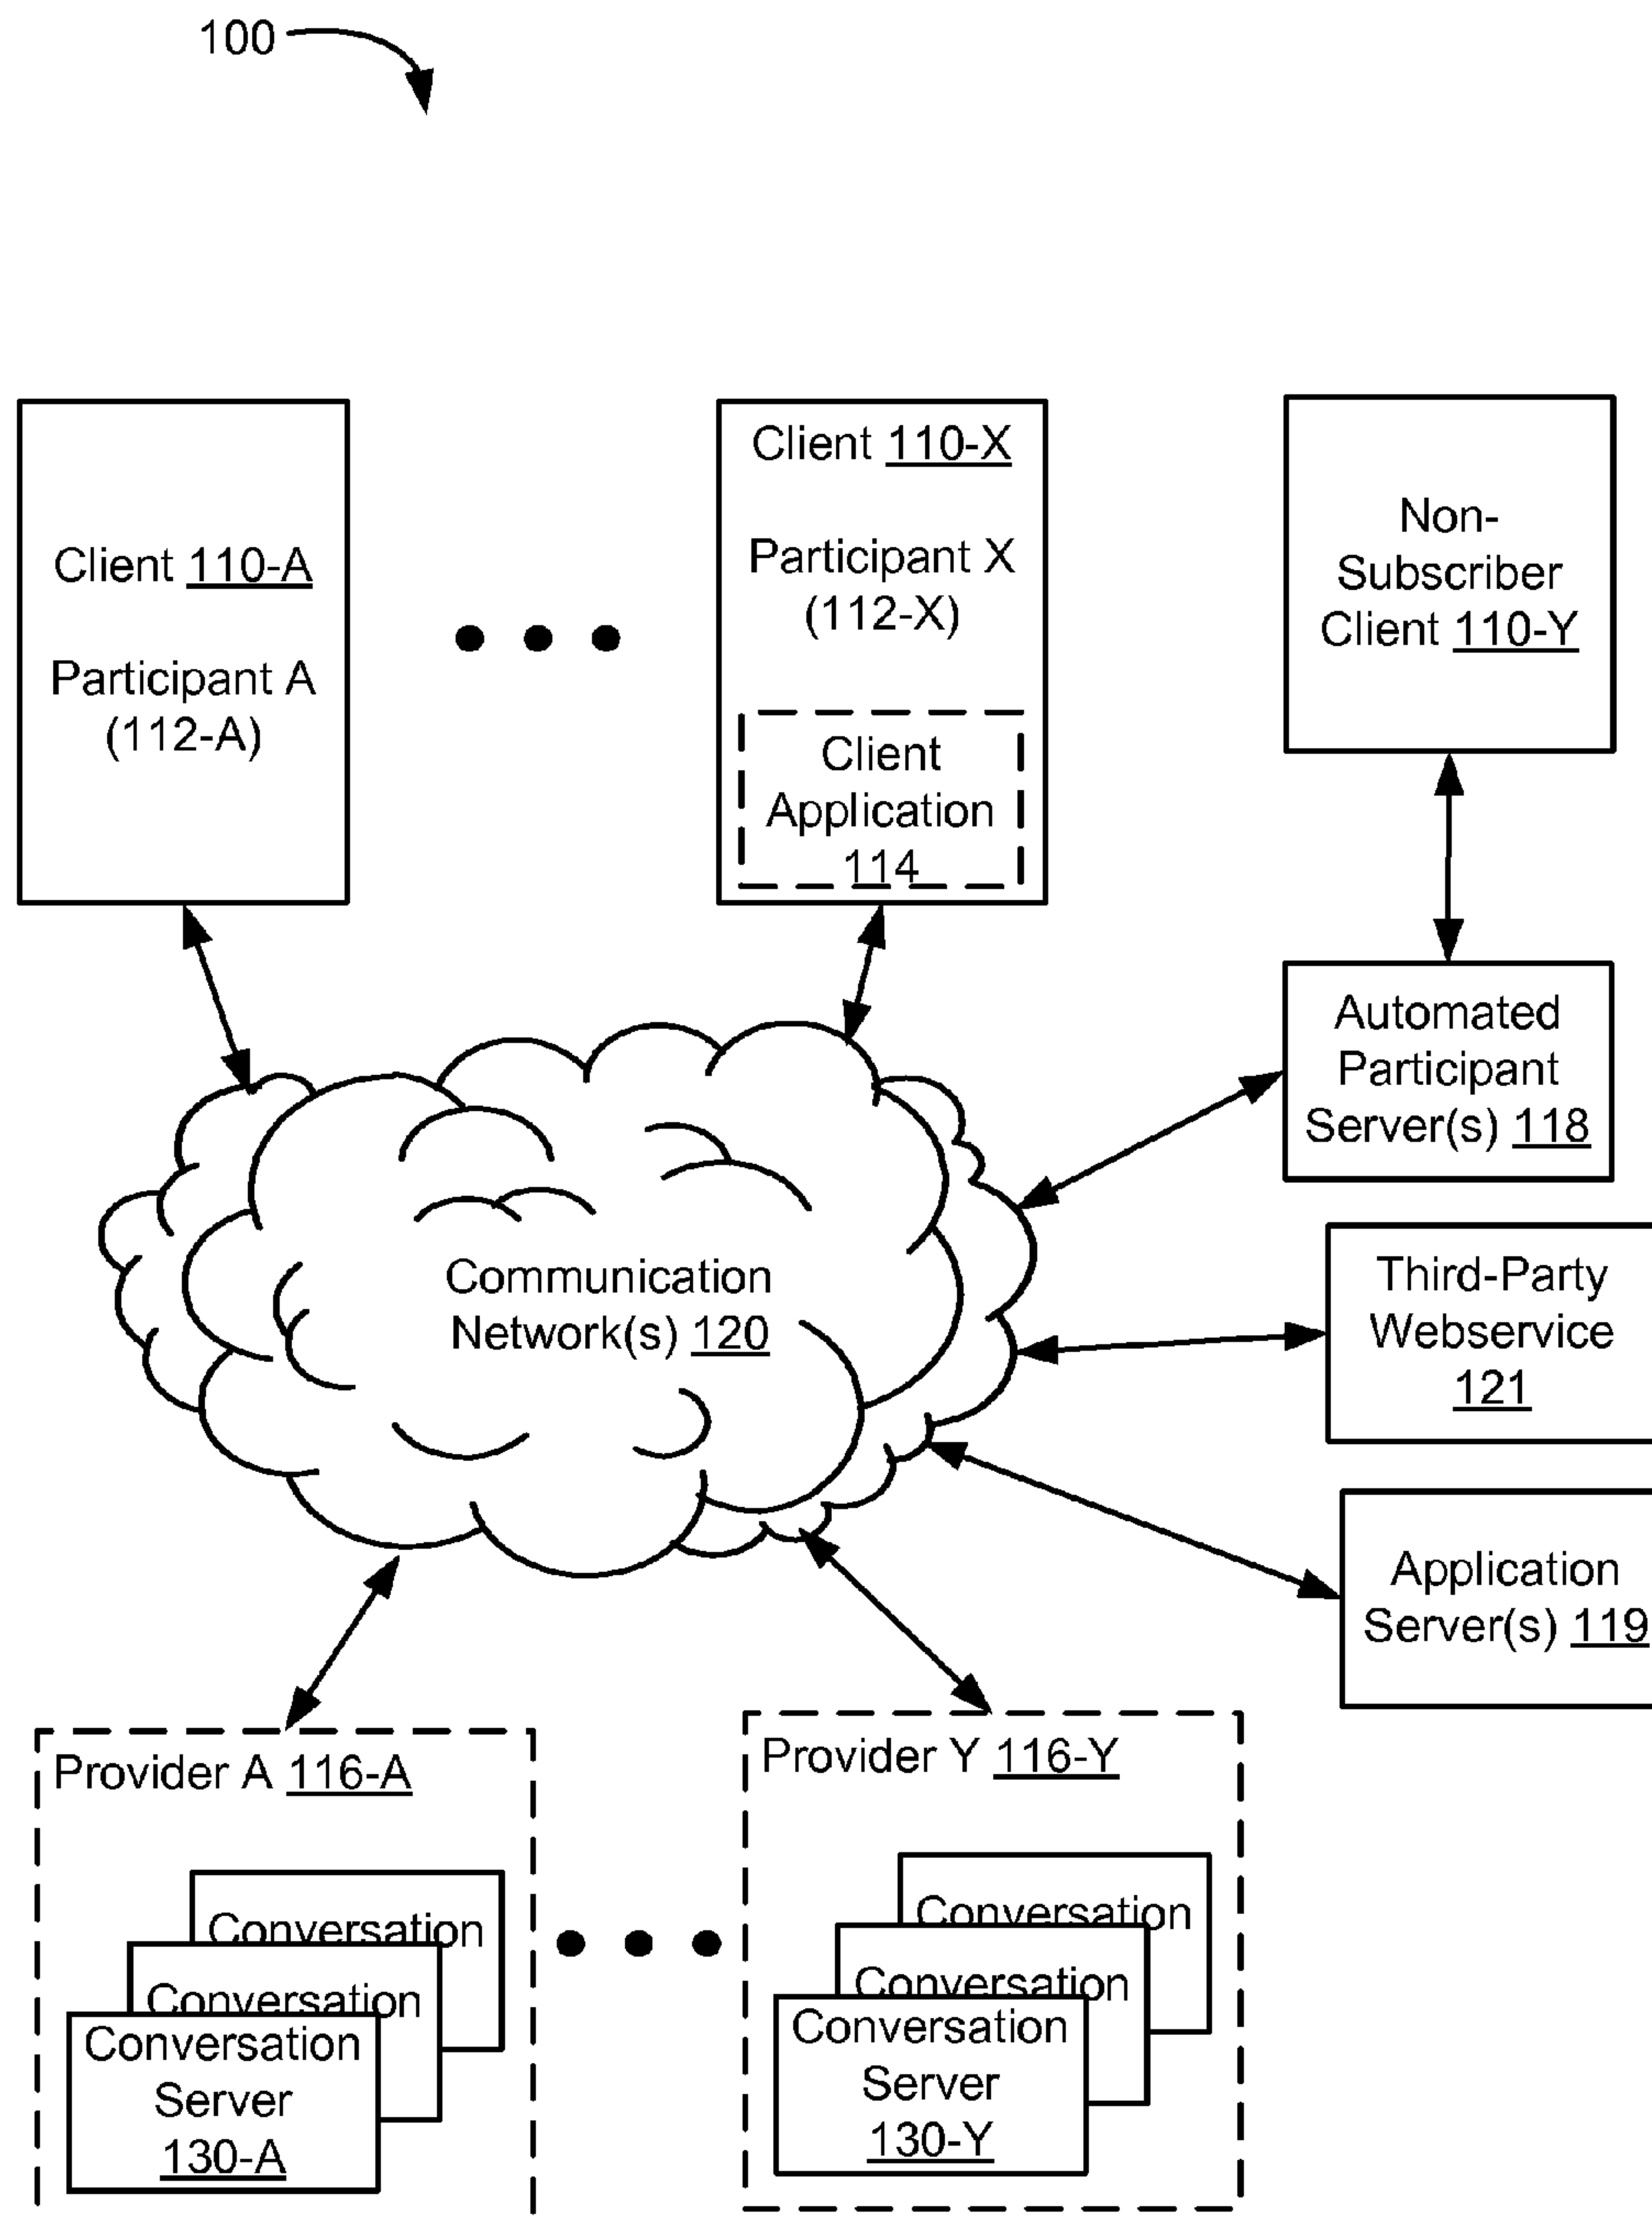 100
Client 110-A
Participant A
(112-A)
Client 110-X
Participant X
(112-X)
Client
Application
114
Non-
Subscriber
Client 110-Y
Automated
Participant
Server(s) 118
Communication
Network(s) 120
Third-Party
Webservice
121
Application
Server(s) 119
Provider A 116-A
Conversation
Conversation
Conversation
Server
130-A
Provider Y 116-Y
Conversation
Conversation
Conversation
Server
130-Y